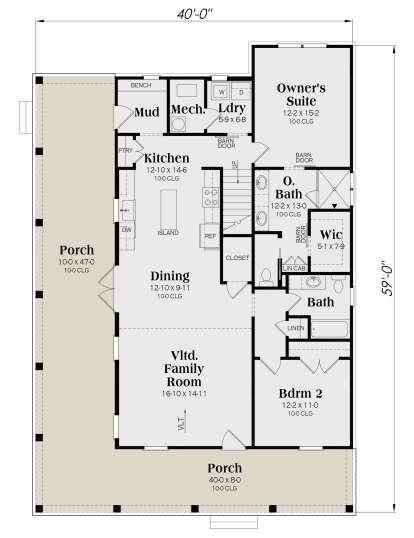 40'-0"
BENCH
Mud
Mech.
W
D
Ldry
5-9 x 6-8
Owner's
Suite
12-2 x 15-2
10-0 CLG
PTRY
BARN
DOOR
UP
Kitchen
12-10 x 14-6
10-0 CLG
BARN
DOOR
O.
Bath
12-2 x 13-0
10-0 CLG
ISLAND
DW
REF
BARN
DOOR
Wic
5-1 x 7-9
Porch
10-0 x 47-0
10-0 CLG
CLOSET
LIN CAB
59'-0"
Dining
12-10 x 9-11
10-0 CLG
Bath
LINEN
Vltd.
Family
Room
16-10 x 14-11
VLT
Bdrm 2
12-2 x 11-0
10-0 CLG
Porch
40-0 x 8-0
10-0 CLG